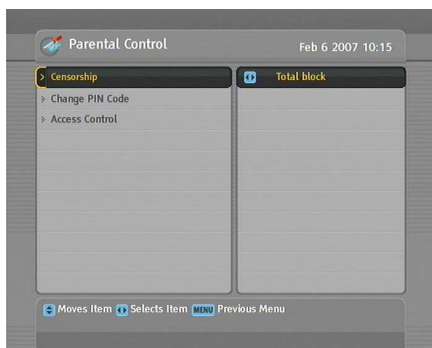 Parental Control
Feb 6 2007 10:15
Censorship
Total block
Change PIN Code
Access Control
Moves Item Selects Item MENU Previous Menu